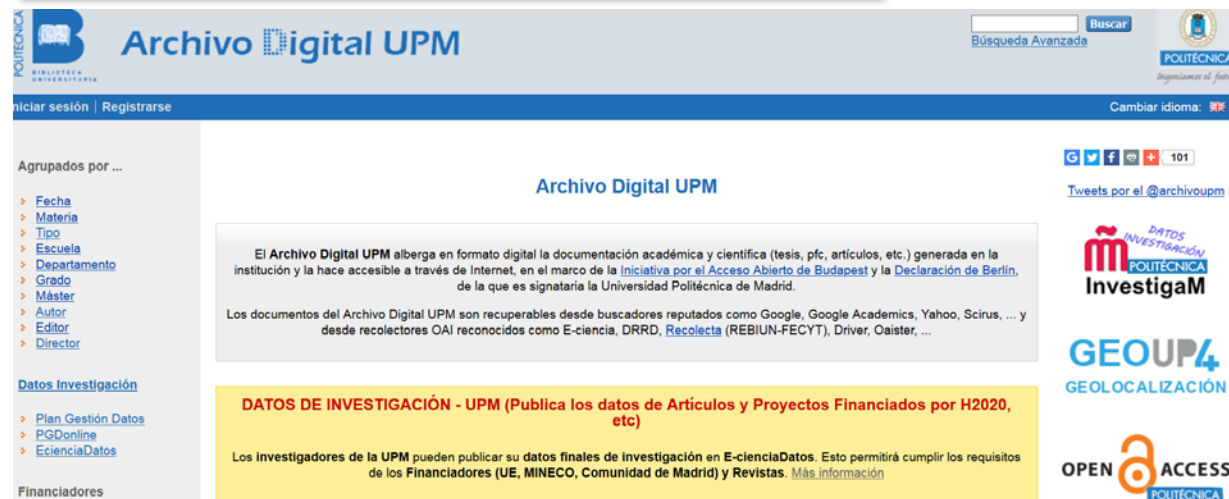 POLITÉCNICA
BIBLIOTECA
UNIVERSITARIA
Archivo Digital UPM
Buscar
Búsqueda Avanzada
POLITÉCNICA
Ingeniamos el
niciar sesión | Registrarse
Cambiar idioma:
Agrupados por ...
Fecha
Materia
Tipo
Escuela
Departamento
Grado
Máster
Autor
Editor
Director
Datos Investigación
Plan Gestión Datos
PGDonline
EcienciaDatos
Financiadores
Archivo Digital UPM
El Archivo Digital UPM alberga en formato digital la documentación académica y científica (tesis, pfc, artículos, etc.) generada en la
institución y la hace accesible a través de Internet, en el marco de la Iniciativa por el Acceso Abierto de Budapest y la Declaración de Berlín,
de la que es signataria la Universidad Politécnica de Madrid.
Los documentos del Archivo Digital UPM son recuperables desde buscadores reputados como Google, Google Academics, Yahoo, Scirus, ... y
desde recolectores OAI reconocidos como E-ciencia, DRRD, Recolecta (REBIUN-FECYT), Driver, Oaister, ...
DATOS DE INVESTIGACIÓN - UPM (Publica los datos de Artículos y Proyectos Financiados por H2020,
etc)
Los investigadores de la UPM pueden publicar su datos finales de investigación en E-cienciaDatos. Esto permitirá cumplir los requisitos
de los Financiadores (UE, MINECO, Comunidad de Madrid) y Revistas. Más información
101
Tweets por el @archivoupm
DATOS
INVESTIGACIÓN
POLITÉCNICA
InvestigaM
GEOUP4
GEOLOCALIZACIÓN
OPEN ACCESS
POLITÉCNICA